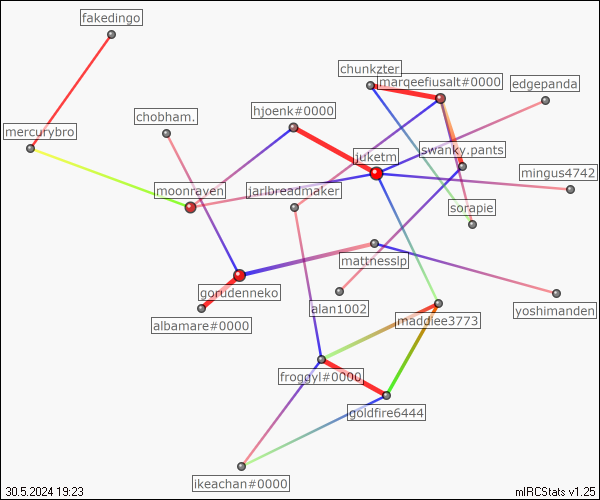 fakedingo
chunkzter
marqeefiusalt#0000
edgepanda
hjoenk#0000
chobham.
mercurybro
swanky.pants
juketm
mingus4742
moonraven
jarlbreadmaker
sorapie
mattnesslp
gorudenneko
alan1002
yoshimanden
albamare#0000
maddiee3773
froggyl#0000
goldfire6444
ikeachan#0000
30.5.2024 19:23
mIRCStats v1.25